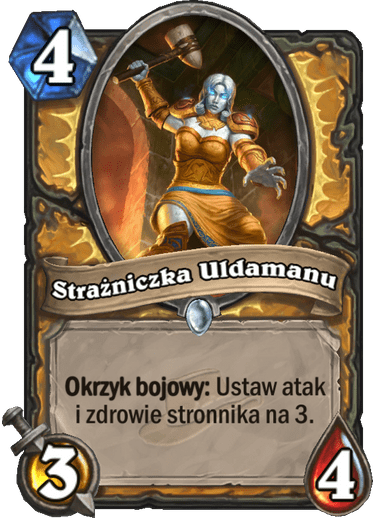 4
Strażniczka Uldamanu
Okrzyk bojowy: Ustaw atak
i zdrowie stronnika na 3.
3
4